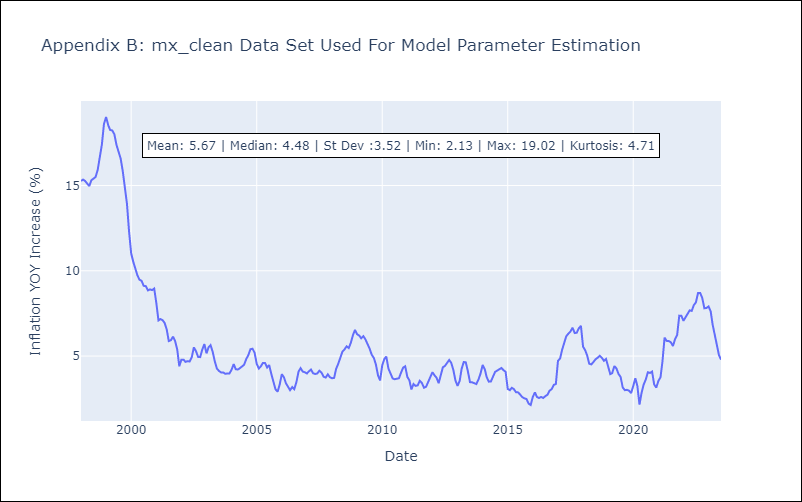 Appendix B: mx_clean Data Set Used For Model Parameter Estimation
Mean: 5.67 | Median: 4.48 | St Dev :3.52 | Min: 2.13 | Max: 19.02 | Kurtosis: 4.71
Inflation YOY Increase (%)
15
10
5
2000 2005 2010 2015 2020
Date